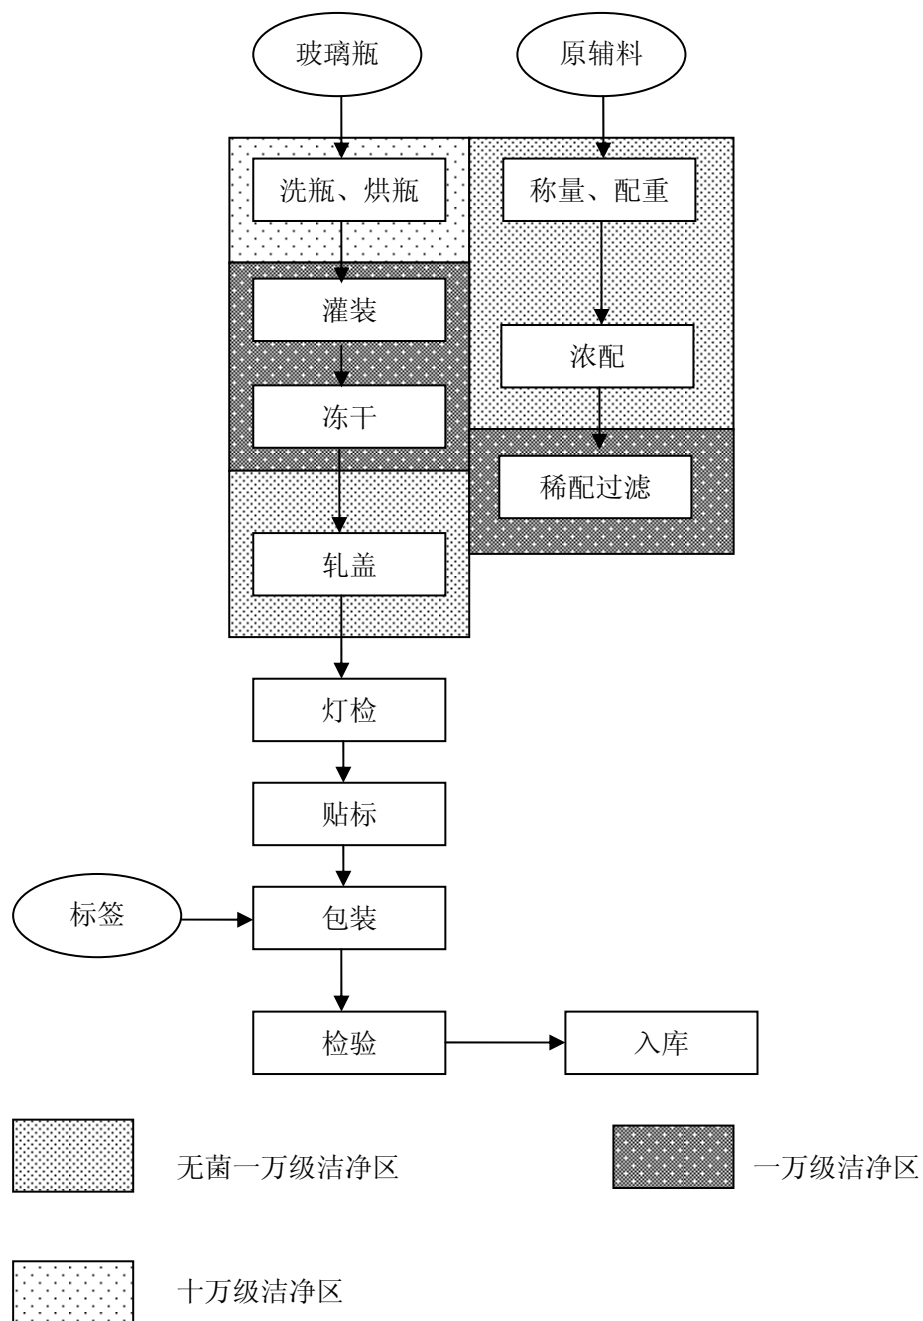 玻璃瓶
原辅料
洗瓶、烘瓶
称量、配重
灌装
浓配
冻干
稀配过滤
轧盖
灯检
贴标
标签
包装
检验
入库
无菌一万级洁净区
一万级洁净区
十万级洁净区